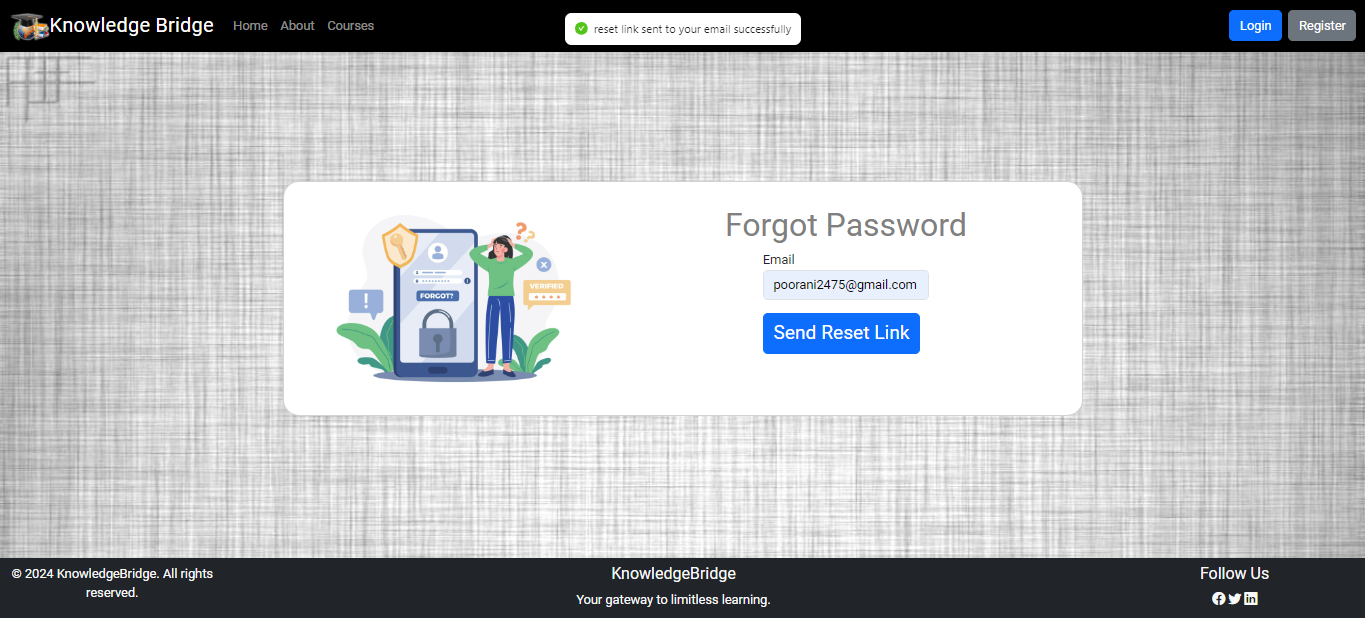 Knowledge Bridge
Home
About
Courses
reset link sent to your email successfully
Login
Register
FORGOT?
VERIFIED
Forgot Password
Email
poorani2475@gmail.com
Send Reset Link
© 2024 KnowledgeBridge. All rights
reserved.
KnowledgeBridge
Your gateway to limitless learning.
Follow Us